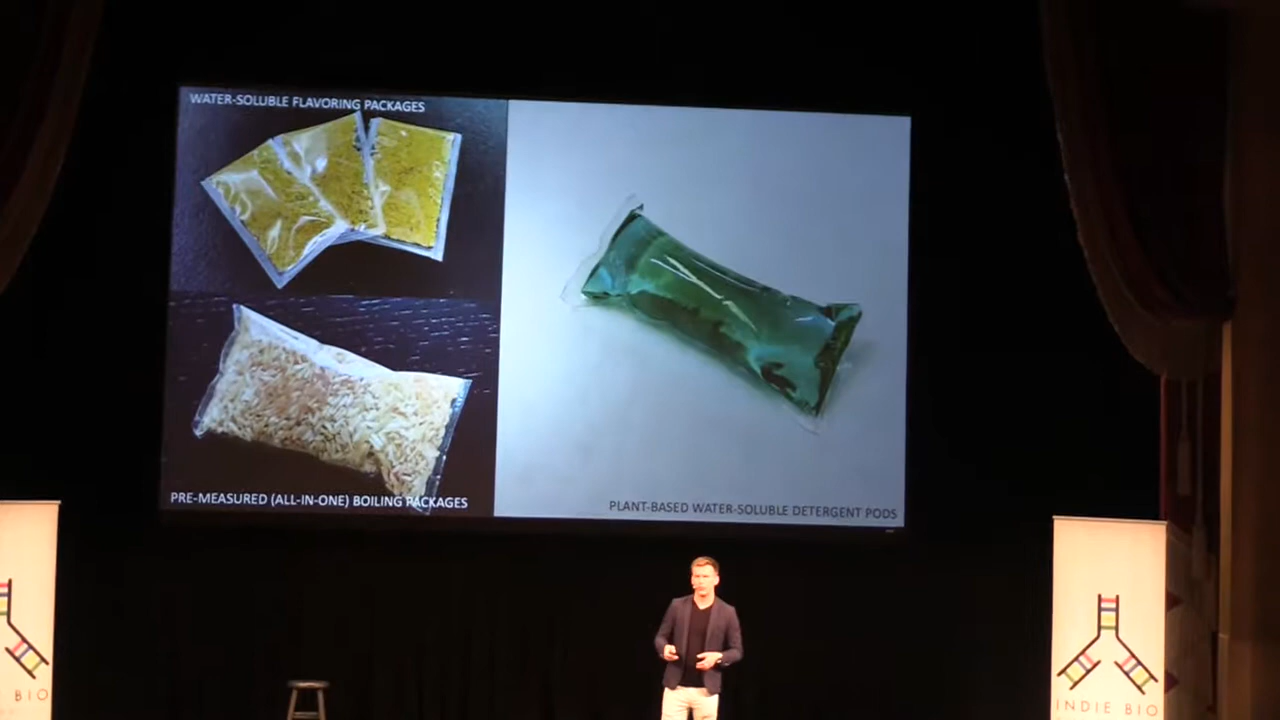 WATER-SOLUBLE FLAVORING PACKAGES
PRE-MEASURED (ALL-IN-ONE) BOILING PACKAGES
PLANT-BASED WATER-SOLUBLE DETERGENT PODS
BIO
INDIE BIO